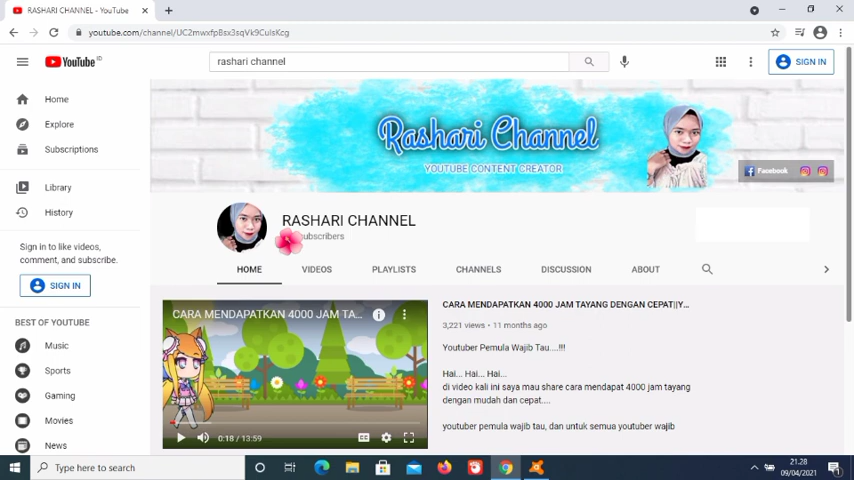 RASHARI CHANNEL - YouTube
youtube.com/channel/UC2mwxfpBsx3sqVk9CulsKcg
YouTube ID
rashari channel
SIGN IN
Home
Explore
Subscriptions
Library
History
Sign in to like videos,
comment, and subscribe.
SIGN IN
BEST OF YOUTUBE
Music
Sports
Gaming
Movies
News
Rashari Channel
YOUTUBE CONTENT CREATOR
Facebook
RASHARI CHANNEL
subscribers
HOME VIDEOS PLAYLISTS CHANNELS DISCUSSION ABOUT
CARA MENDAPATKAN 4000 JAM TA...
0:18 / 13:59
CARA MENDAPATKAN 4000 JAM TAYANG DENGAN CEPAT||Y...
3,221 views • 11 months ago
Youtuber Pemula Wajib Tau....!!!
Hai... Hai... Hai...
di video kali ini saya mau share cara mendapat 4000 jam tayang
dengan mudah dan cepat....
youtuber pemula wajib tau, dan untuk semua youtuber wajib
Type here to search
21.28
09/04/2021
1